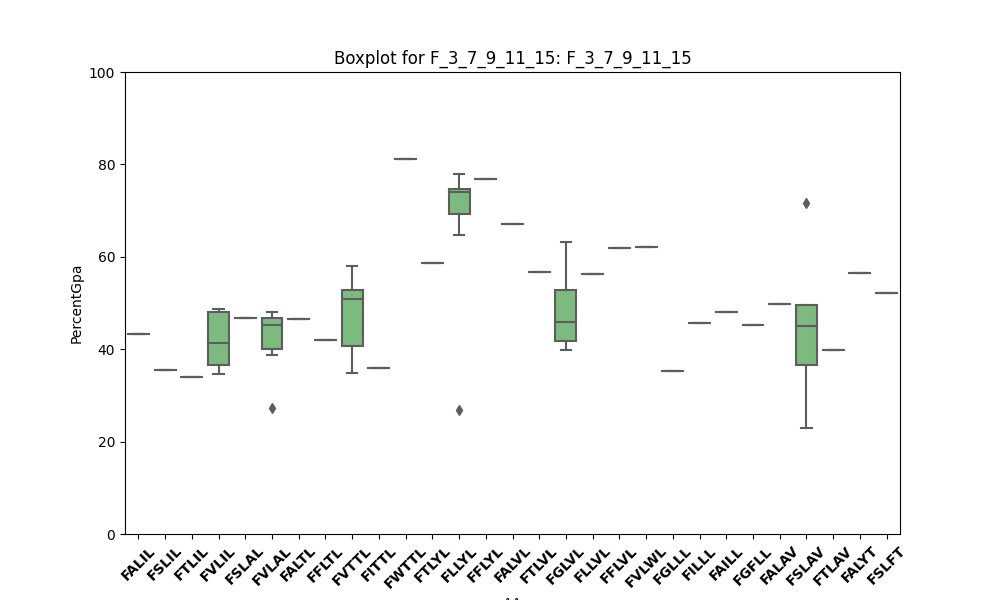 Boxplot for F_3_7_9_11_15: F_3_7_9_11_15
100
80
60
40
20
0
PercentGpa
FALIL
FSLIL
FTLIL
FVLIL
FSLAL
FVLAL
FALTL
FFLTL
FVTTL
FITTL
FWTTL
FTLYL
FLLYL
FFLYL
FALVL
FTLVL
FGLVL
FLLVL
FFLVL
FVLWL
FGLLL
FILLL
FAILL
FGFLL
FALAV
FSLAV
FTLAV
FALYT
FSLFT